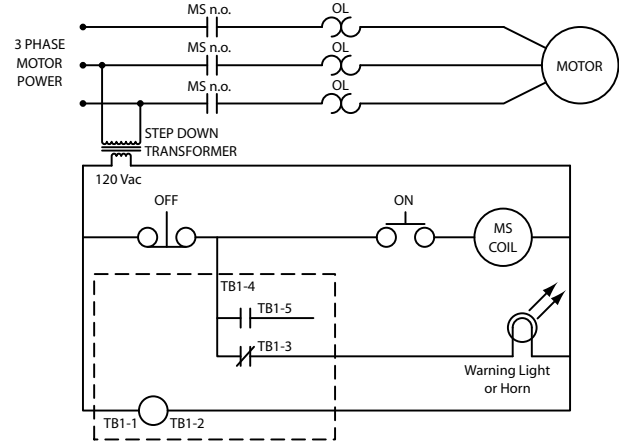 MS n.o.
OL
3 PHASE
MOTOR
POWER
MS n.o.
OL
MOTOR
MS n.o.
OL
STEP DOWN
TRANSFORMER
120 Vac
OFF
ON
MS
COIL
TB1-4
TB1-5
TB1-3
Warning Light
or Horn
TB1-1
TB1-2